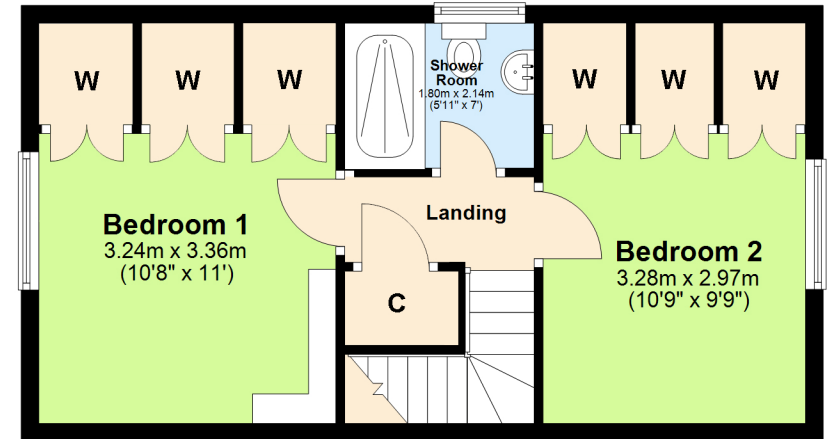 W
W
W
Shower
Room
1.80m x 2.14m
(5'11" x 7')
W
W
W
Bedroom 1
3.24m x 3.36m
(10'8" x 11')
Landing
Bedroom 2
3.28m x 2.97m
(10'9" x 9'9")
C